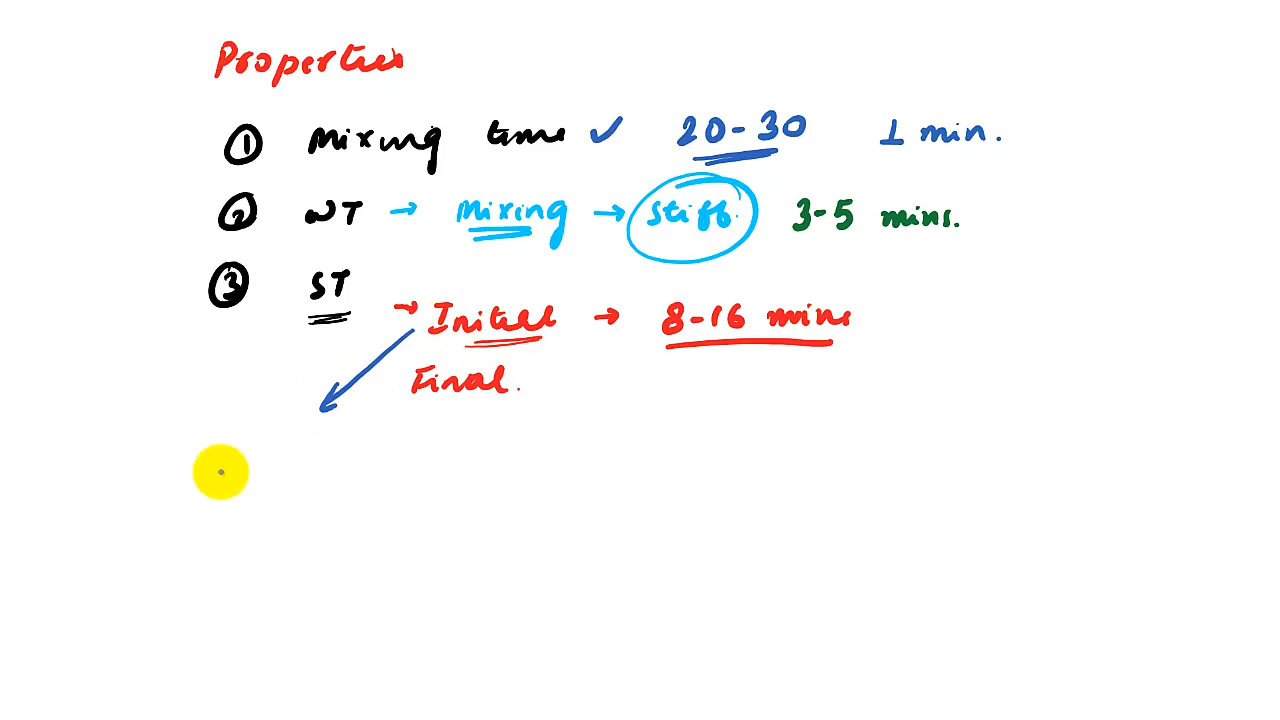 Properties
① Mixing time ✓ 20-30 1 min.
② WT → Mixing → Stiff. 3-5 mins.
③ ST
→ Initial → 8-16 mins
Final.